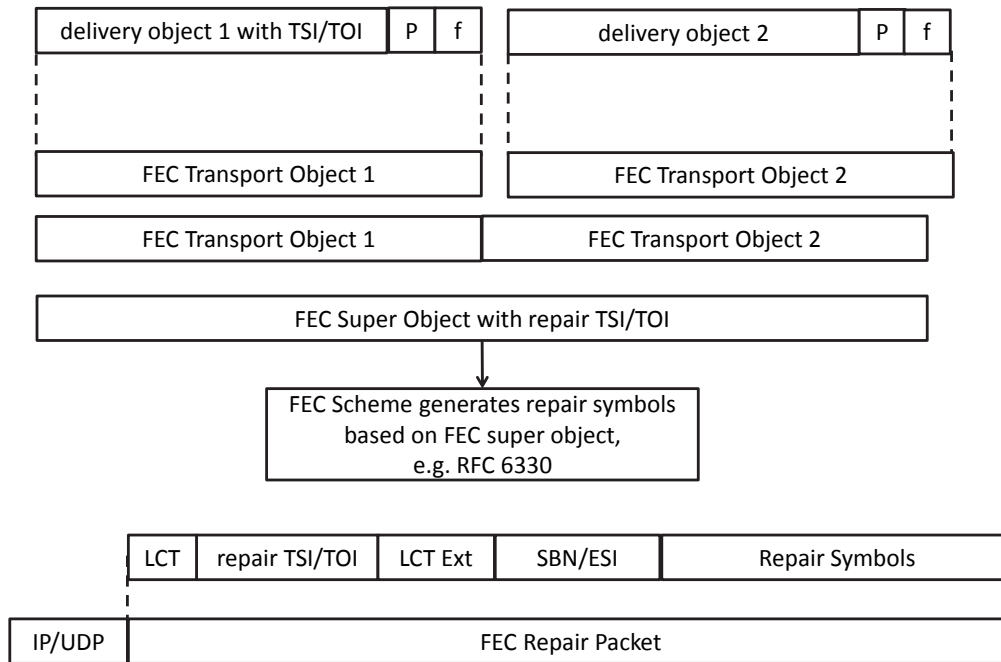 delivery object 1 with TSI/TOI P f
delivery object 2 P f
FEC Transport Object 1
FEC Transport Object 2
FEC Transport Object 1
FEC Transport Object 2
FEC Super Object with repair TSI/TOI
FEC Scheme generates repair symbols
based on FEC super object,
e.g. RFC 6330
LCT repair TSI/TOI LCT Ext SBN/ESI Repair Symbols
IP/UDP FEC Repair Packet